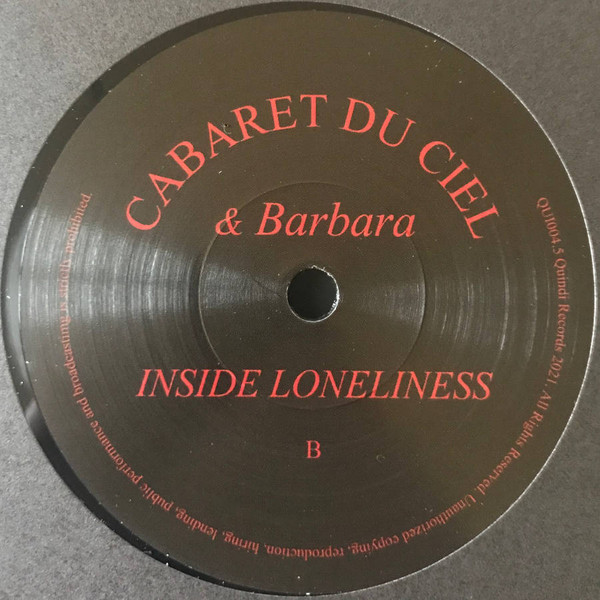 CABARET DU CIEL
& Barbara
INSIDE LONELINESS
B
QUI004.5 Quindi Records 2021. All Rights Reserved. Unauthorized copying, reproduction, hiring, lending, public performance and broadcasting is strictly prohibited.